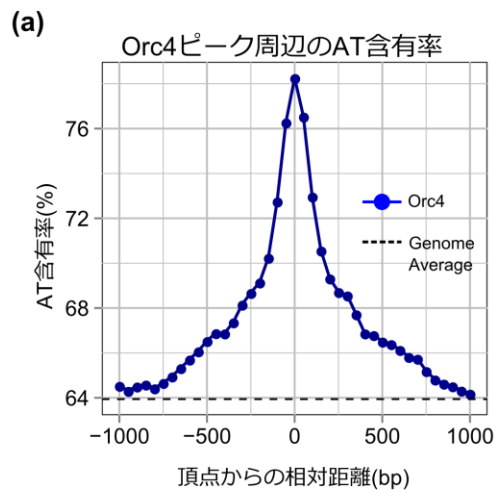 (a)
Orc4ピーク周辺のAT含有率
AT含有率(%)
76
72
68
64
Orc4
Genome
Average
−1000
−500
0
500
1000
頂点からの相対距離(bp)